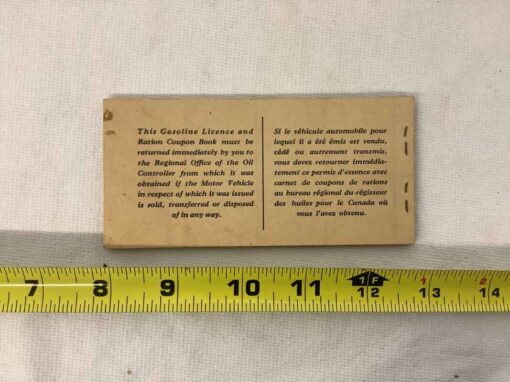 This Gasoline Licence and
Ration Coupon Book must be
returned immediately by you to
the Regional Office of the Oil
Controller from which it was
obtained if the Motor Vehicle
in respect of which it was issued
is sold, transferred or disposed
of in any way.
Si le véhicule automobile pour
lequel il a été émis est vendu,
cédé ou autrement transmis,
vous devez retourner immédia-
tement ce permis d'essence avec
carnet de coupons de rations
au bureau régional du régisseur
des huiles pour le Canada où
vous l'avez obtenu.
7 8 9 10 11 1F 12 1 13 2 14